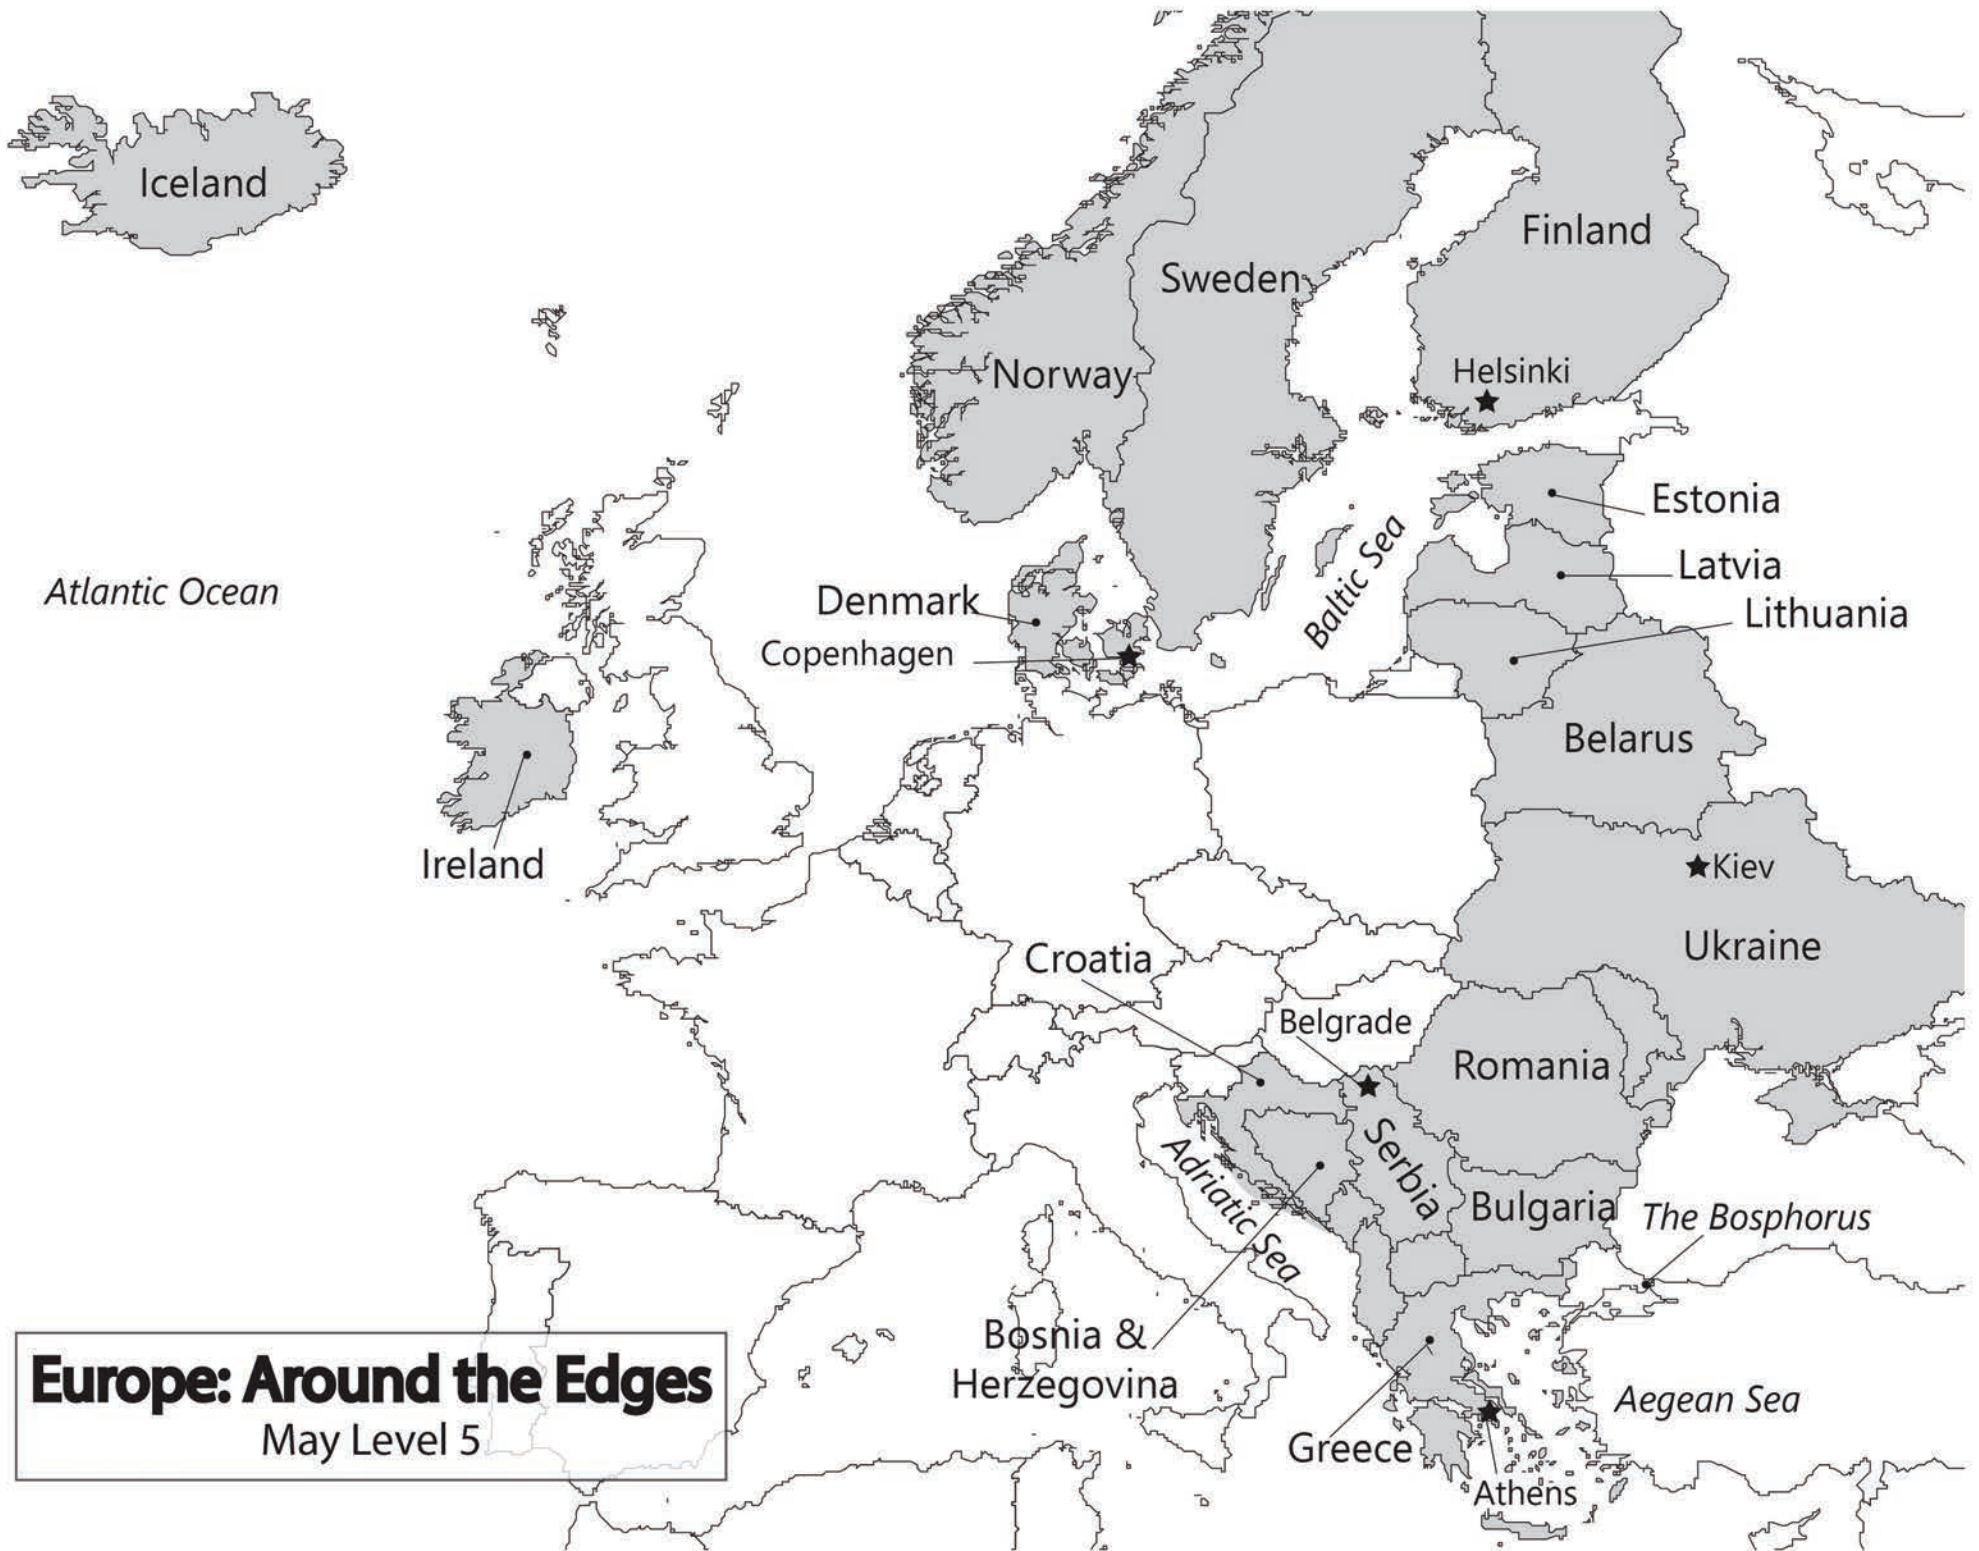 Iceland
Finland
Sweden
Norway
Helsinki
Estonia
Baltic Sea
Latvia
Atlantic Ocean
Denmark
Lithuania
Copenhagen
Belarus
Ireland
Kiev
Ukraine
Croatia
Belgrade
Romania
Serbia
Adriatic Sea
Bulgaria
The Bosphorus
Bosnia &
Herzegovina
Europe: Around the Edges
May Level 5
Aegean Sea
Greece
Athens